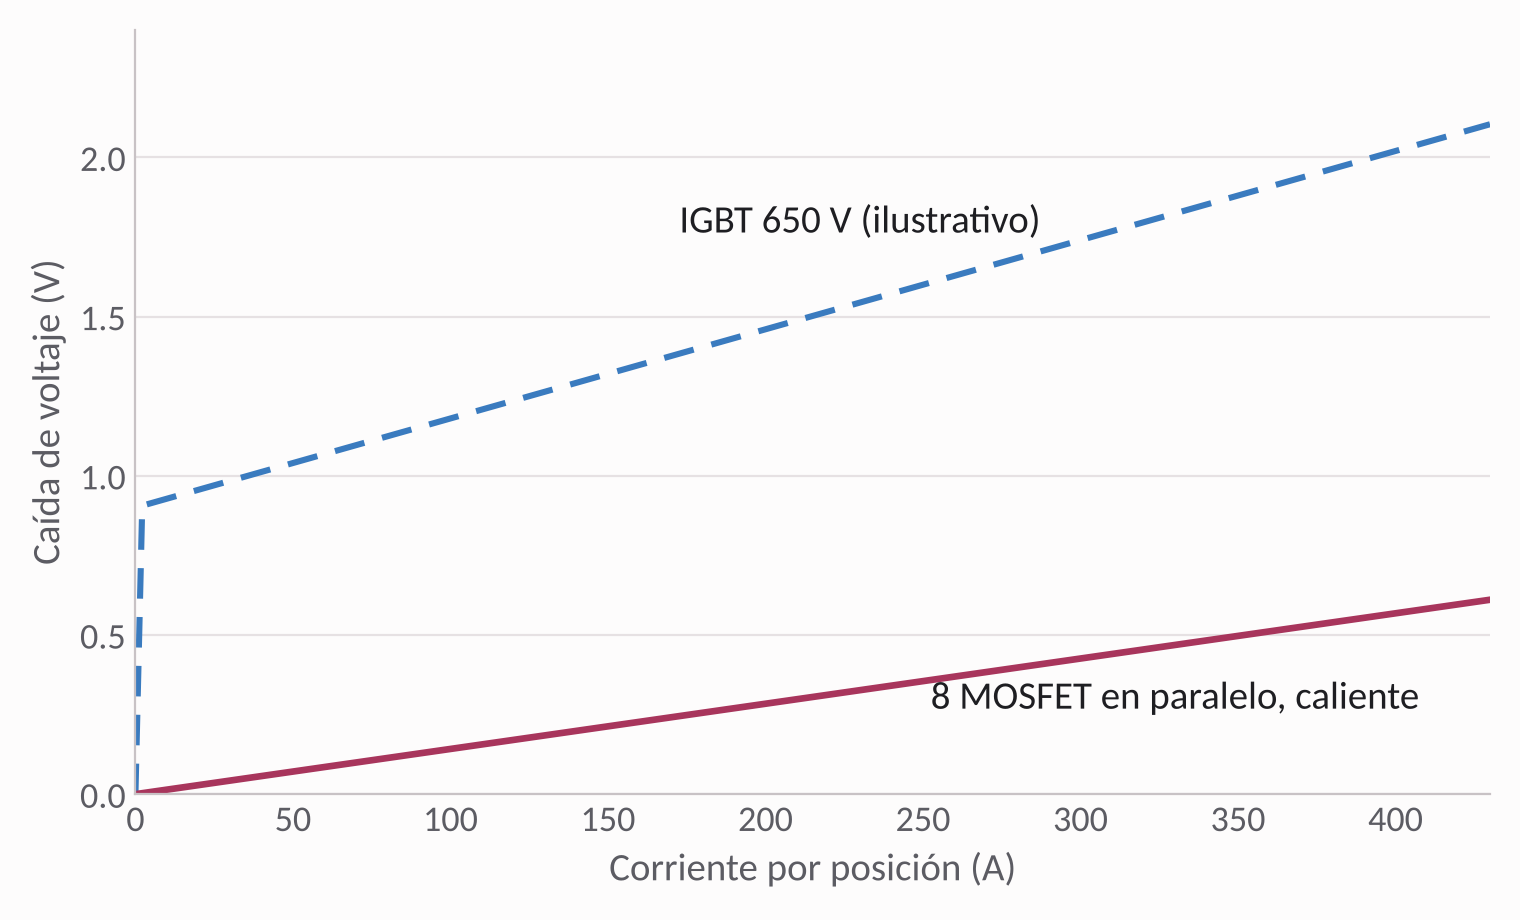 2.0
IGBT 650 V (ilustrativo)
1.5
Caída de voltaje (V)
1.0
0.5
8 MOSFET en paralelo, caliente
0.0
0 50 100 150 200 250 300 350 400
Corriente por posición (A)